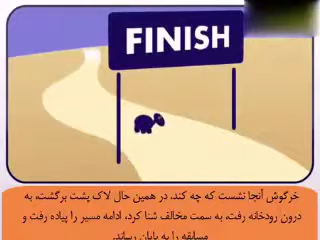 FINISH
خرگوش آنجا نشست که چه کند، در همین حال لاک پشت برگشت، به
درون رودخانه رفت، به سمت مخالف شنا کرد، ادامه مسیر را پیاده رفت و
مسابقه را به پایان رساند.